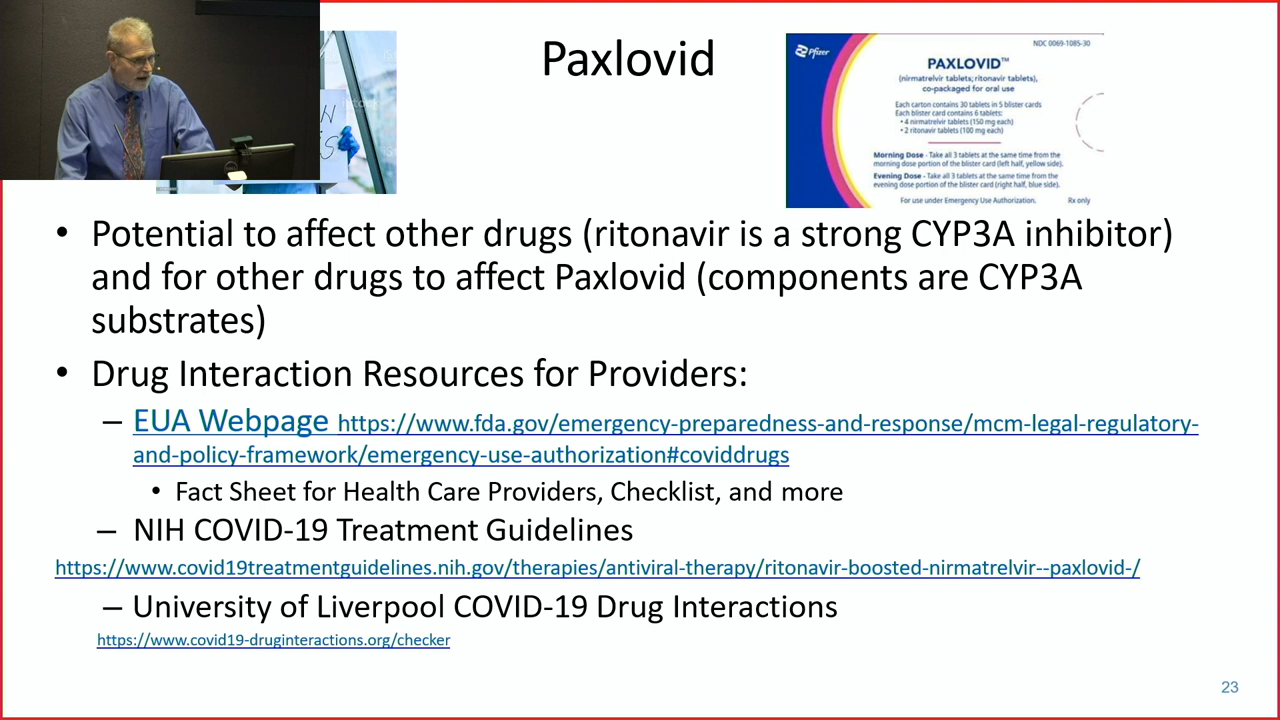 Paxlovid
Pfizer
NDC 0069-1085-30
PAXLOVID™
(nirmatrelvir tablets; ritonavir tablets),
co-packaged for oral use
Each carton contains 30 tablets in 5 blister cards
Each blister card contains 6 tablets:
• 4 nirmatrelvir tablets (150 mg each)
• 2 ritonavir tablets (100 mg each)
Morning Dose - Take all 3 tablets at the same time from the
morning dose portion of the blister card (left half, yellow side).
Evening Dose - Take all 3 tablets at the same time from the
evening dose portion of the blister card (right half, blue side).
For use under Emergency Use Authorization. Rx only
• Potential to affect other drugs (ritonavir is a strong CYP3A inhibitor)
and for other drugs to affect Paxlovid (components are CYP3A
substrates)
• Drug Interaction Resources for Providers:
– EUA Webpage https://www.fda.gov/emergency-preparedness-and-response/mcm-legal-regulatory-
and-policy-framework/emergency-use-authorization#coviddrugs
• Fact Sheet for Health Care Providers, Checklist, and more
– NIH COVID-19 Treatment Guidelines
https://www.covid19treatmentguidelines.nih.gov/therapies/antiviral-therapy/ritonavir-boosted-nirmatrelvir--paxlovid-/
– University of Liverpool COVID-19 Drug Interactions
https://www.covid19-druginteractions.org/checker
23